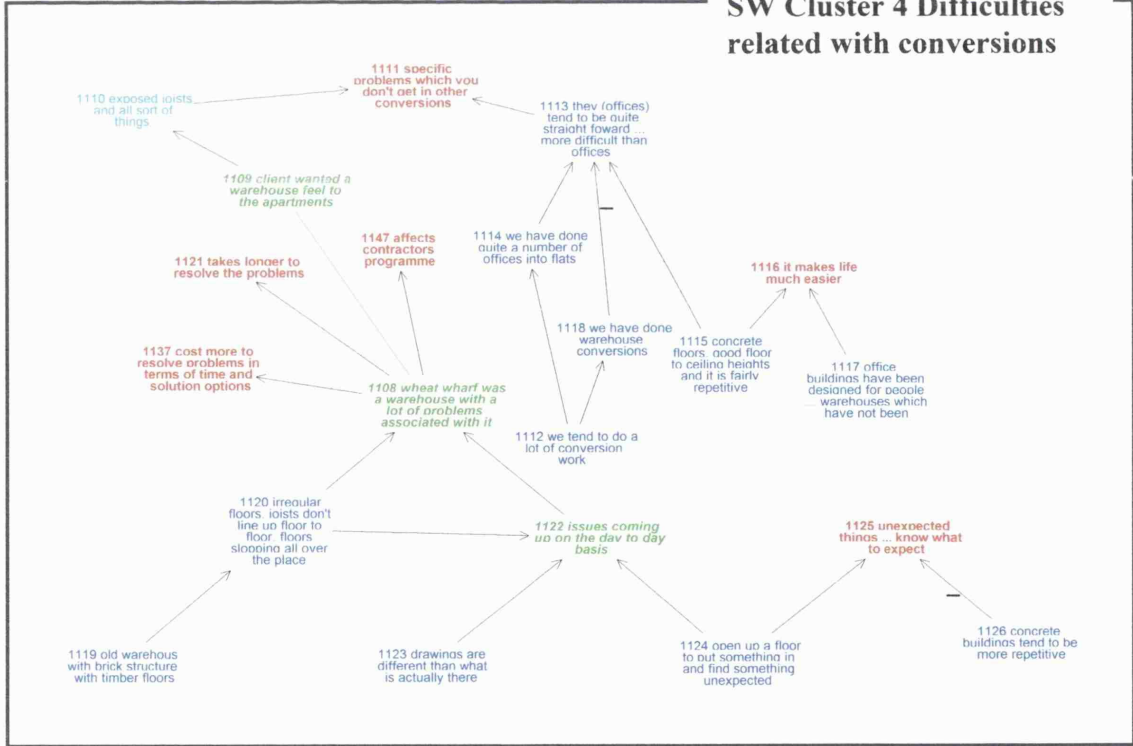 SW Cluster 4 Difficulties
related with conversions
1111 specific
problems which you
don't get in other
conversions
1110 exposed joists
and all sort of
things
1113 they (offices)
tend to be quite
straight foward ...
more difficult than
offices
1109 client wanted a
warehouse feel to
the apartments
1114 we have done
quite a number of
offices into flats
1147 affects
contractors
programme
1121 takes longer to
resolve the problems
1116 it makes life
much easier
1118 we have done
warehouse
conversions
1115 concrete
floors, good floor
to ceiling heights
and it is fairly
repetitive
1117 office
buildings have been
designed for people
... warehouses which
have not been
1137 cost more to
resolve problems in
terms of time and
solution options
1108 wheat wharf was
a warehouse with a
lot of problems
associated with it
1112 we tend to do a
lot of conversion
work
1120 irregular
floors, joists don't
line up floor to
floor, floors
slopping all over
the place
1122 issues coming
up on the day to day
basis
1125 unexpected
things ... know what
to expect
1119 old warehous
with brick structure
with timber floors
1123 drawings are
different than what
is actually there
1124 open up a floor
to put something in
and find something
unexpected
1126 concrete
buildings tend to be
more repetitive